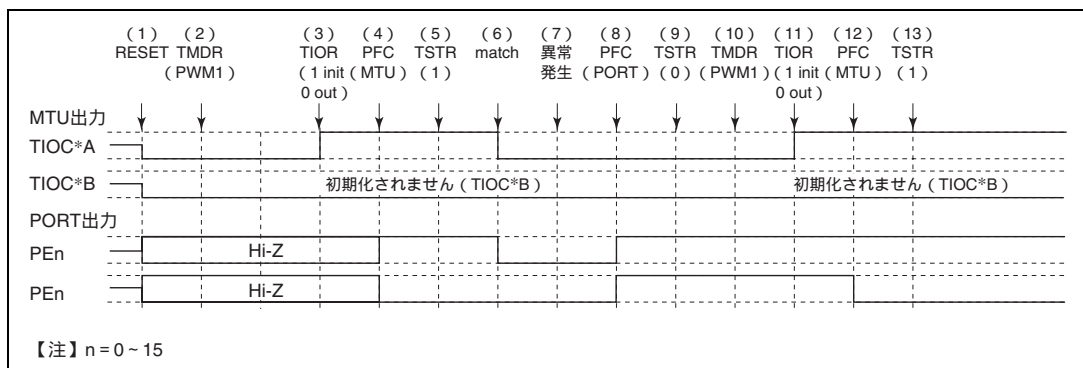 (1) (2) (3) (4) (5) (6) (7) (8) (9) (10) (11) (12) (13)
RESET TMDR TIOR PFC TSTR match 異常 PFC TSTR TMDR TIOR PFC TSTR
(PWM1) (1 init (MTU) (1) 発生 (PORT) (0) (PWM1) (1 init (MTU) (1)
0 out) 0 out)
MTU出力
TIOC*A
TIOC*B 初期化されません(TIOC*B) 初期化されません(TIOC*B)
PORT出力
PEn Hi-Z
PEn Hi-Z
【注】n = 0 ~ 15